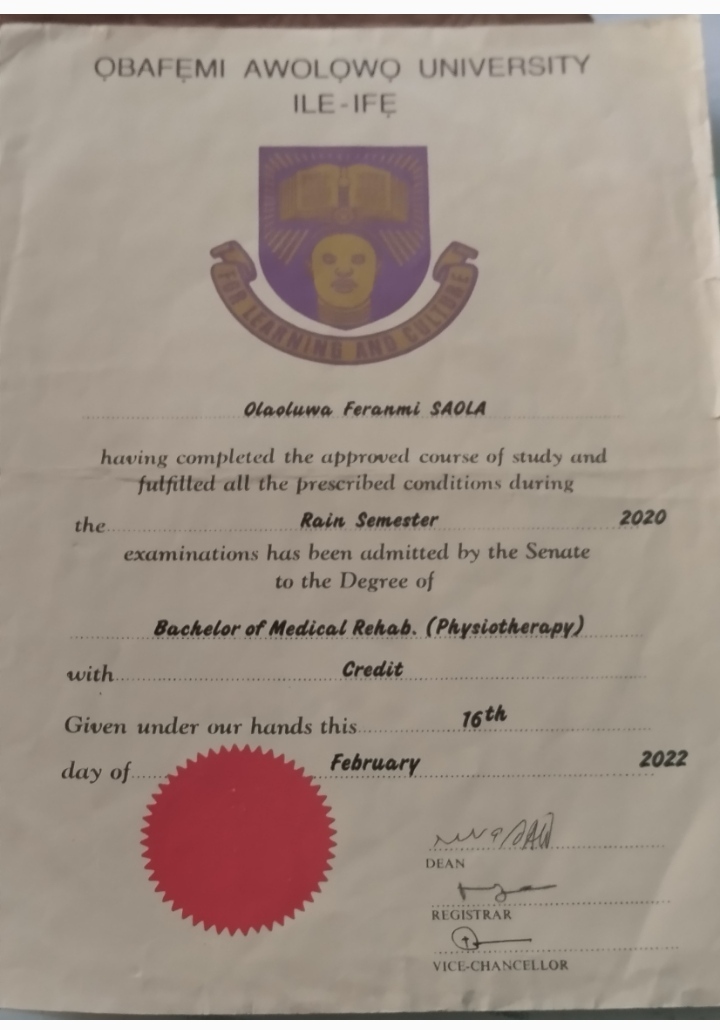 ỌBAFẸMI AWOLỌWỌ UNIVERSITY
ILE-IFẸ
FOR LEARNING AND CULTURE
Olaoluwa Feranmi SAOLA
having completed the approved course of study and
fulfilled all the prescribed conditions during
the Rain Semester 2020
examinations has been admitted by the Senate
to the Degree of
Bachelor of Medical Rehab. (Physiotherapy)
with Credit
Given under our hands this 16th
day of February 2022
DEAN
REGISTRAR
VICE-CHANCELLOR